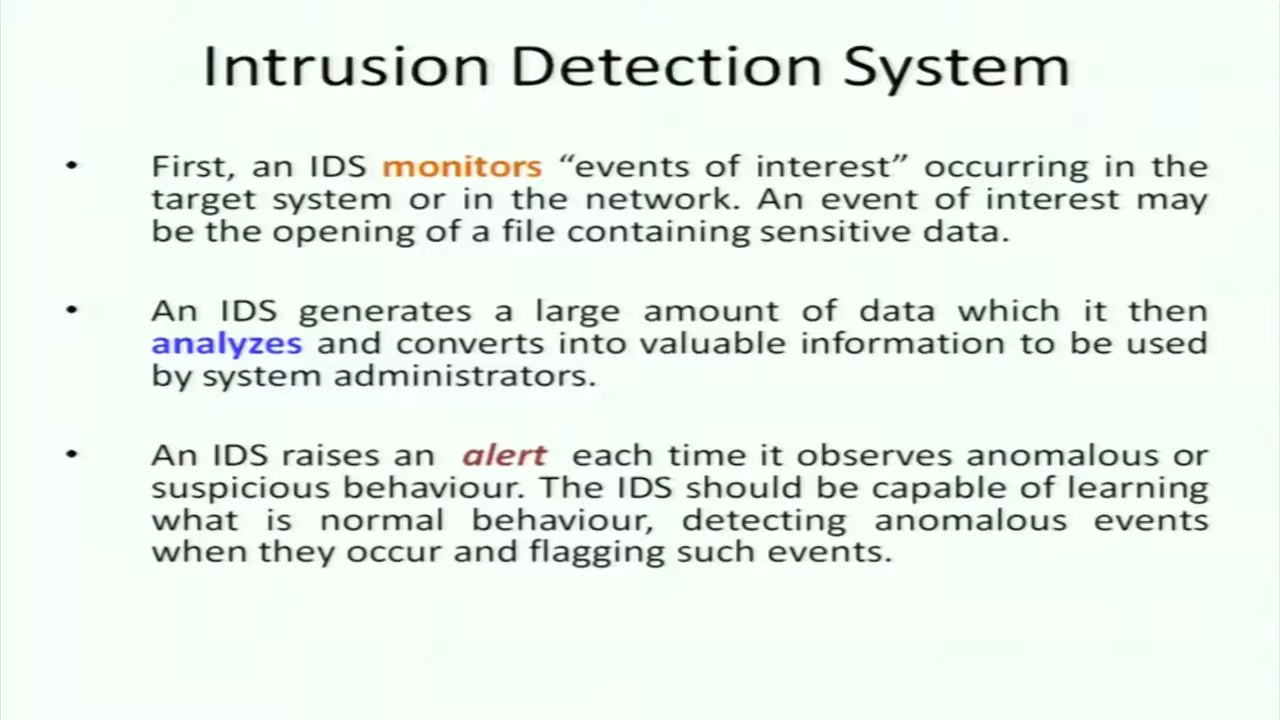 Intrusion Detection System
• First, an IDS monitors “events of interest” occurring in the
target system or in the network. An event of interest may
be the opening of a file containing sensitive data.
• An IDS generates a large amount of data which it then
analyzes and converts into valuable information to be used
by system administrators.
• An IDS raises an alert each time it observes anomalous or
suspicious behaviour. The IDS should be capable of learning
what is normal behaviour, detecting anomalous events
when they occur and flagging such events.